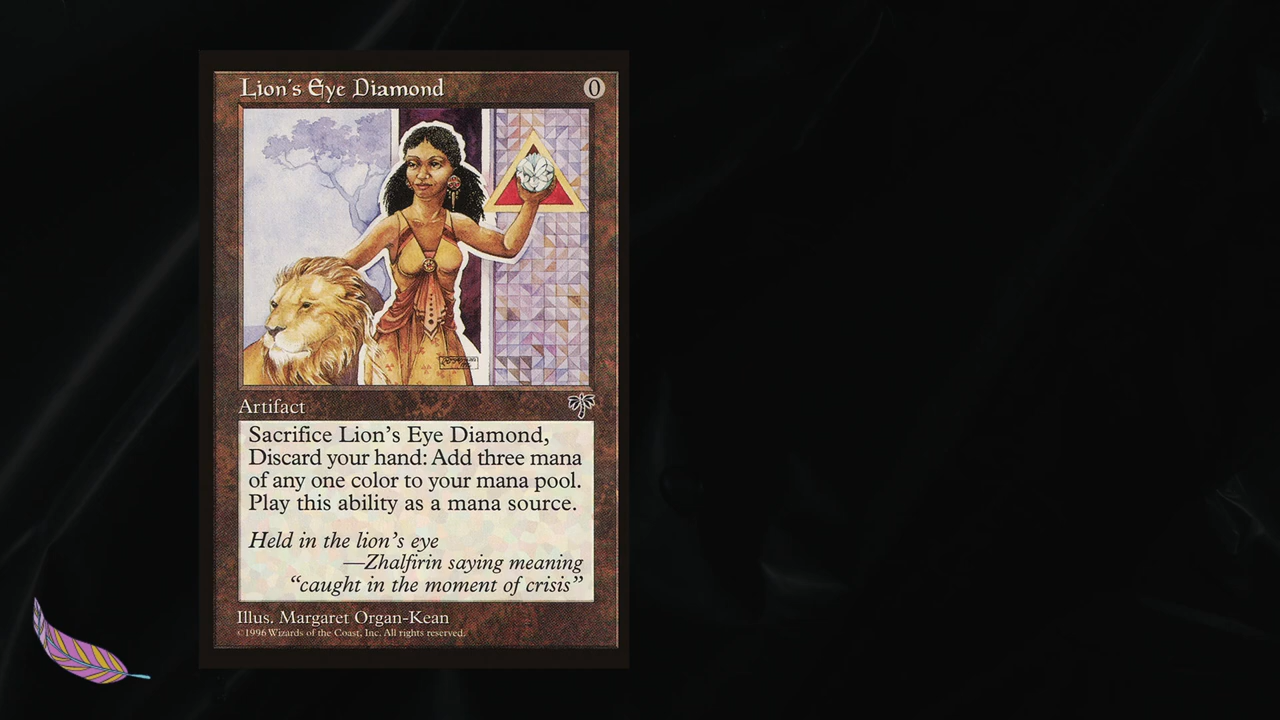 Lion's Eye Diamond 0
Artifact
Sacrifice Lion's Eye Diamond,
Discard your hand: Add three mana
of any one color to your mana pool.
Play this ability as a mana source.
Held in the lion's eye
—Zhalfirin saying meaning
“caught in the moment of crisis”
Illus. Margaret Organ-Kean
©1996 Wizards of the Coast, Inc. All rights reserved.